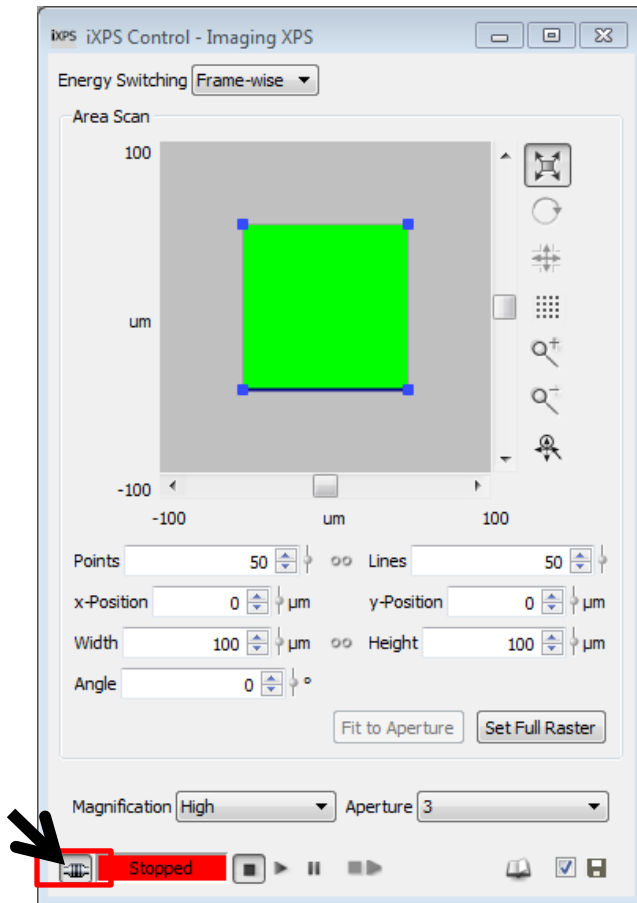 iXPS iXPS Control - Imaging XPS
Energy Switching Frame-wise
Area Scan
100
um
-100
-100 um 100
Points 50 Lines 50
x-Position 0 µm y-Position 0 µm
Width 100 µm Height 100 µm
Angle 0 °
Fit to Aperture Set Full Raster
Magnification High Aperture 3
Stopped